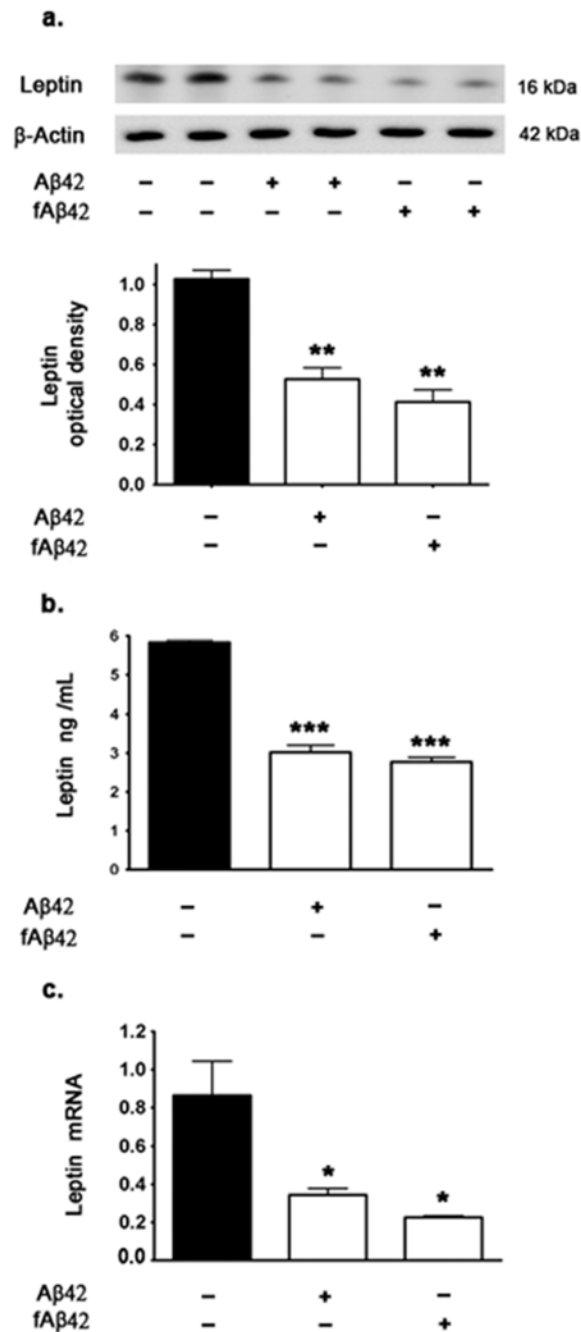 a.
Leptin 16 kDa
β-Actin 42 kDa
Aβ42 – – + + – –
fAβ42 – – – – + +
Leptin
optical density
1.0
0.8
0.6
0.4
0.2
0.0
**
**
Aβ42 – + –
fAβ42 – – +
b.
Leptin ng /mL
6
5
4
3
2
1
0
***
***
Aβ42 – + –
fAβ42 – – +
c.
Leptin mRNA
1.2
1.0
0.8
0.6
0.4
0.2
0.0
*
*
Aβ42 – + –
fAβ42 – – +